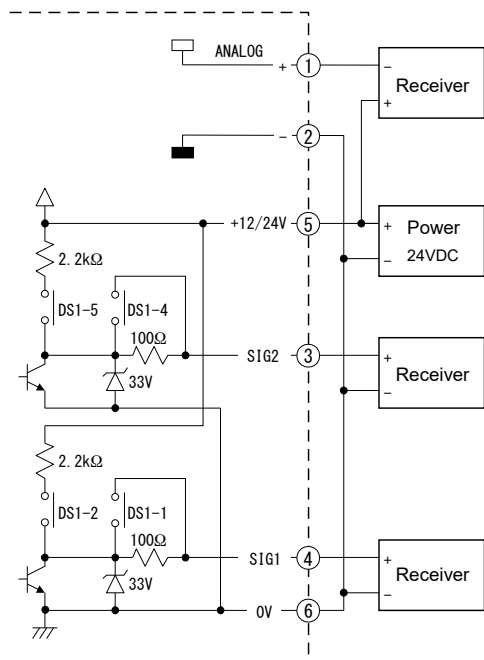 ANALOG
+ 1 − Receiver
+
− 2
+12/24V 5 + Power
24VDC
−
2.2kΩ
DS1-5 DS1-4
100Ω
SIG2 3 + Receiver
−
33V
2.2kΩ
DS1-2 DS1-1
100Ω
SIG1 4 + Receiver
−
33V
0V 6